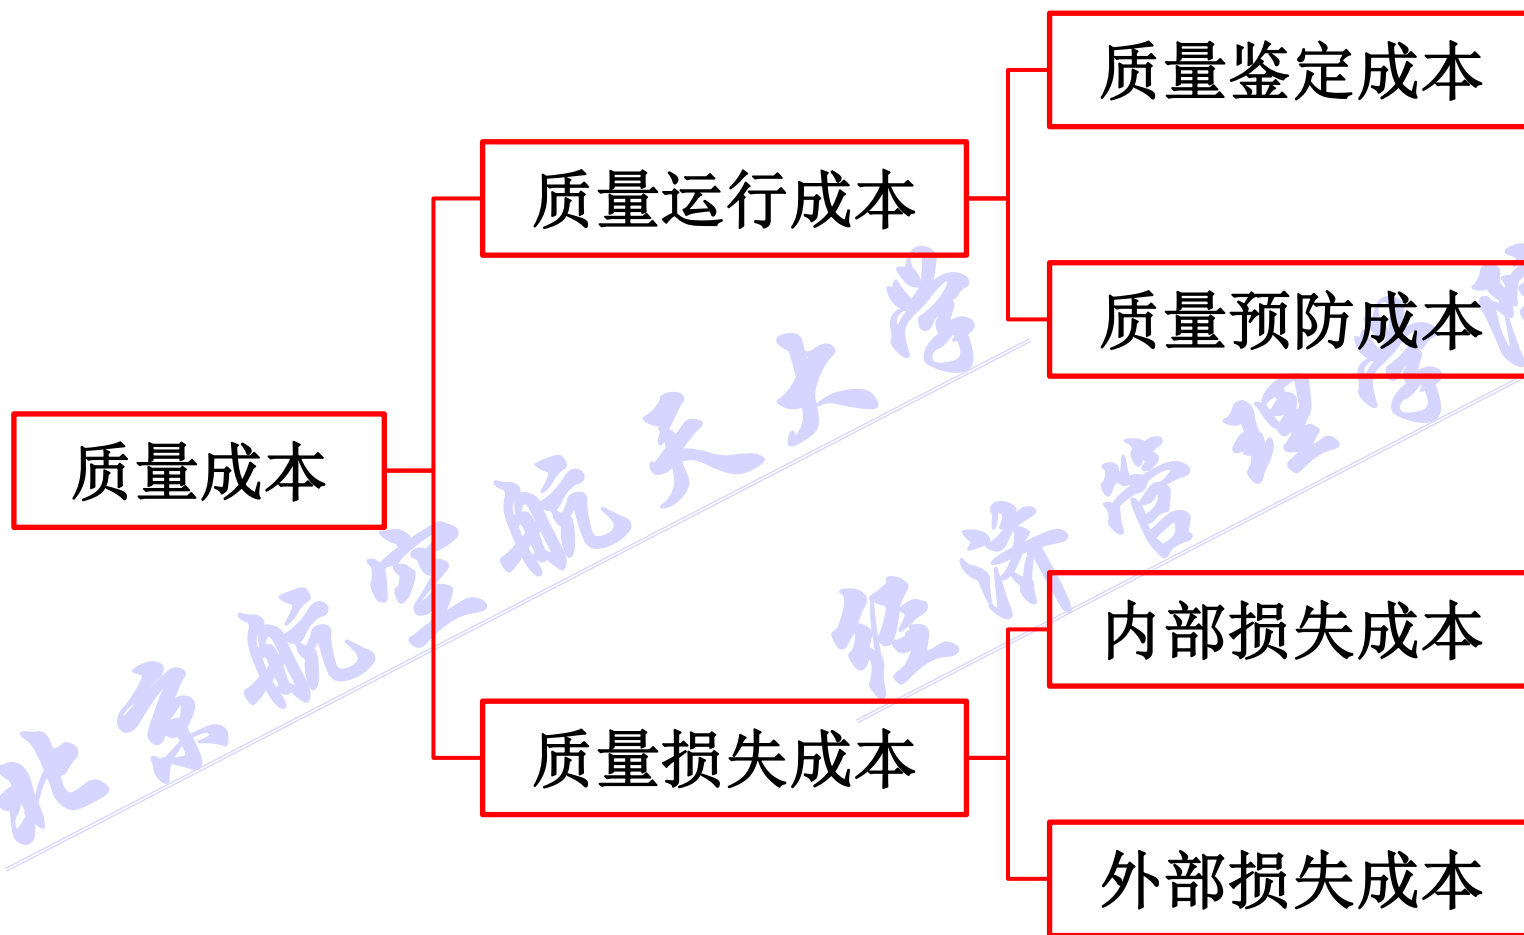 质量鉴定成本
质量运行成本
质量预防成本
质量成本
内部损失成本
质量损失成本
外部损失成本
北京航空航天大学
经济管理学院